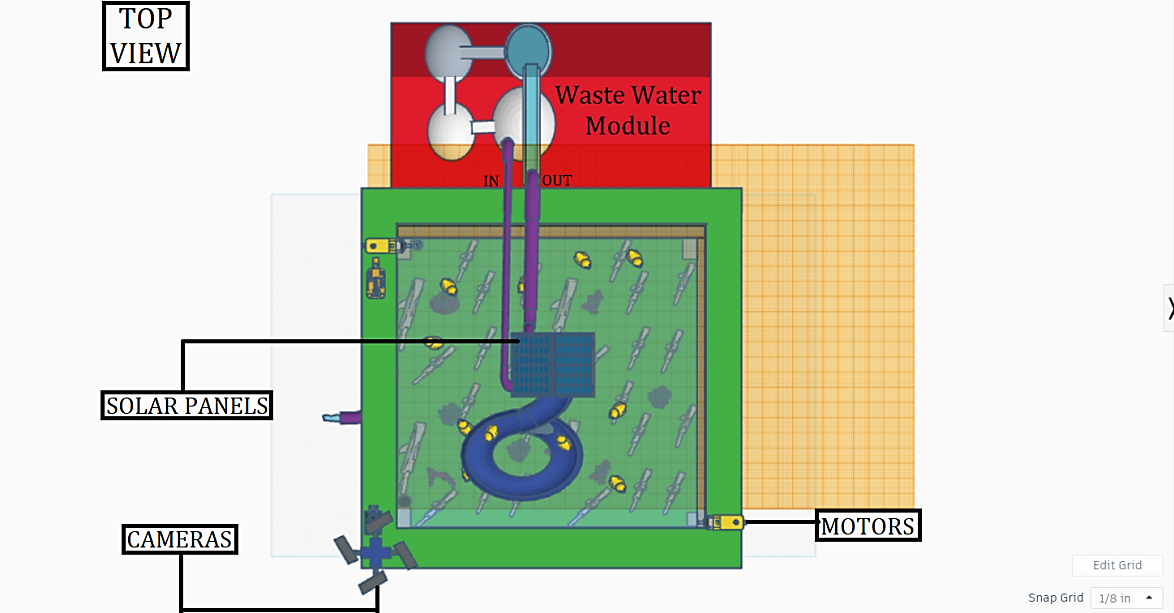 TOP
VIEW
Waste Water
Module
IN
OUT
SOLAR PANELS
CAMERAS
MOTORS
Edit Grid
Snap Grid 1/8 in